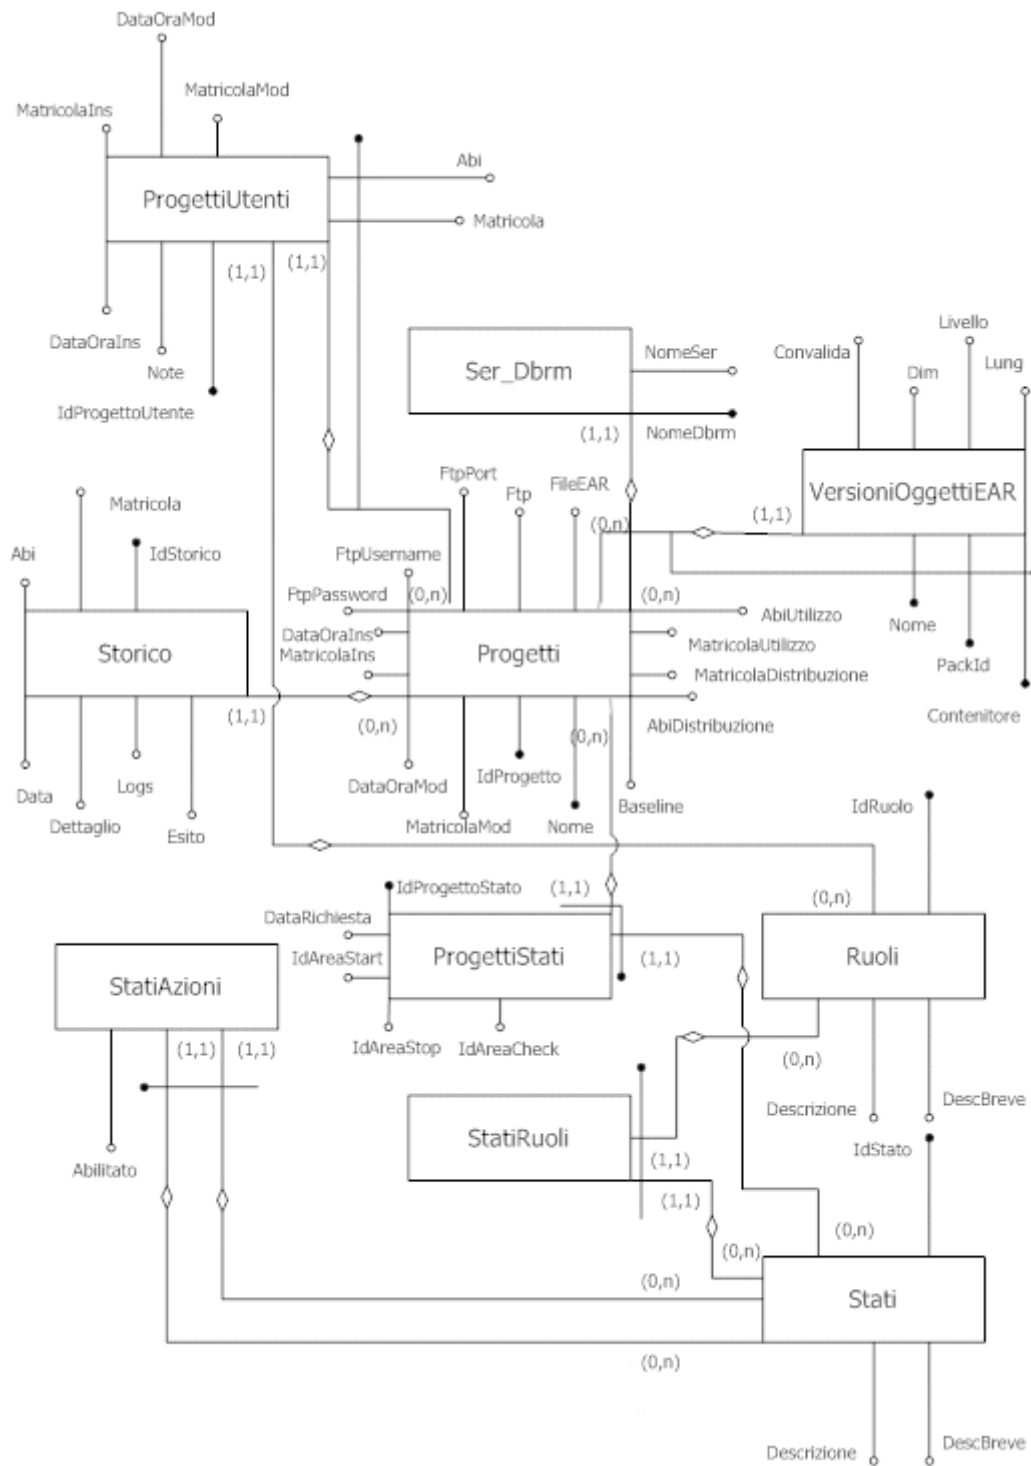 DataOraMod
MatricolaMod
MatricolaIns
Abi
ProgettiUtenti
Matricola
(1,1)
(1,1)
DataOraIns
Note
IdProgettoUtente
Livello
NomeSer
Convalida
Lung
Ser_Dbrm
Dim
NomeDbrm
(1,1)
FtpPort
Ftp
FileEAR
VersioniOggettiEAR
Matricola
(1,1)
(0,n)
Abi
IdStorico
FtpUsername
FtpPassword
(0,n)
(0,n)
AbiUtilizzo
Nome
DataOraIns
MatricolaIns
Storico
Progetti
MatricolaUtilizzo
PackId
MatricolaDistribuzione
(1,1)
(0,n)
(0,n)
AbiDistribuzione
Contenitore
Data
Logs
DataOraMod
IdProgetto
Dettaglio
Esito
MatricolaMod
Nome
Baseline
IdRuolo
IdProgettoStato
(1,1)
(0,n)
DataRichiesta
IdAreaStart
ProgettiStati
(1,1)
Ruoli
StatiAzioni
IdAreaStop
IdAreaCheck
(1,1)
(1,1)
(0,n)
Descrizione
DescBreve
StatiRuoli
IdStato
Abilitato
(1,1)
(1,1)
(0,n)
(0,n)
(0,n)
Stati
(0,n)
Descrizione
DescBreve